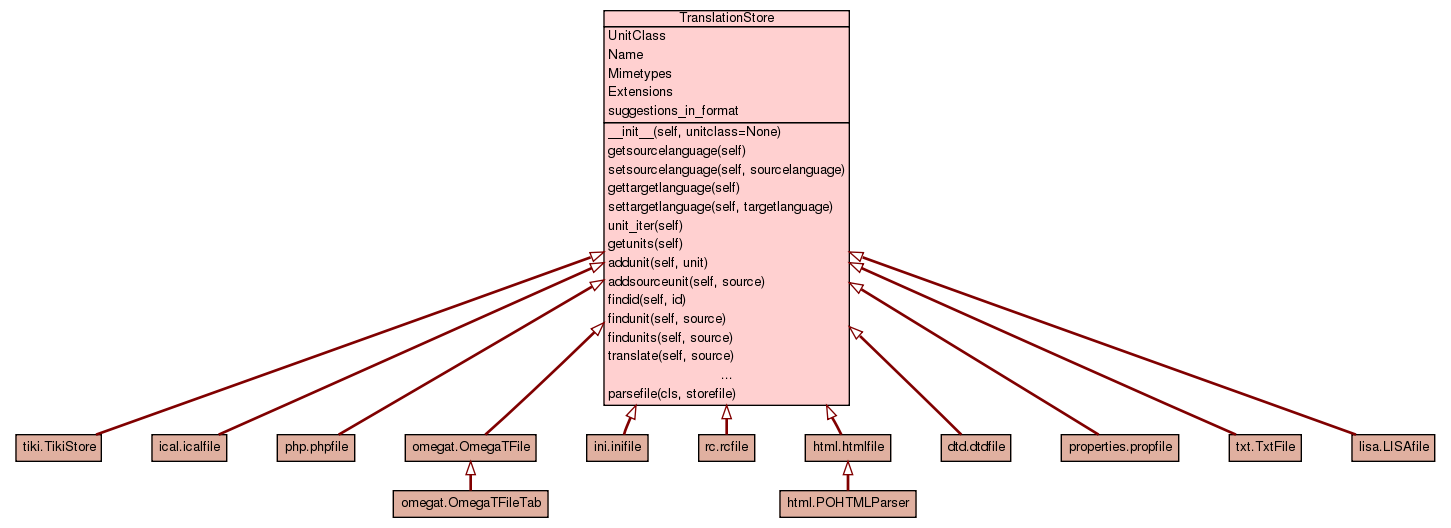 TranslationStore
UnitClass
Name
Mimetypes
Extensions
suggestions_in_format
__init__(self, unitclass=None)
getsourcelanguage(self)
setsourcelanguage(self, sourcelanguage)
gettargetlanguage(self)
settargetlanguage(self, targetlanguage)
unit_iter(self)
getunits(self)
addunit(self, unit)
addsourceunit(self, source)
findid(self, id)
findunit(self, source)
findunits(self, source)
translate(self, source)
...
parsefile(cls, storefile)
tiki.TikiStore
ical.icalfile
php.phpfile
omegat.OmegaTFile
ini.inifile
rc.rcfile
html.htmlfile
dtd.dtdfile
properties.propfile
txt.TxtFile
lisa.LISAfile
omegat.OmegaTFileTab
html.POHTMLParser